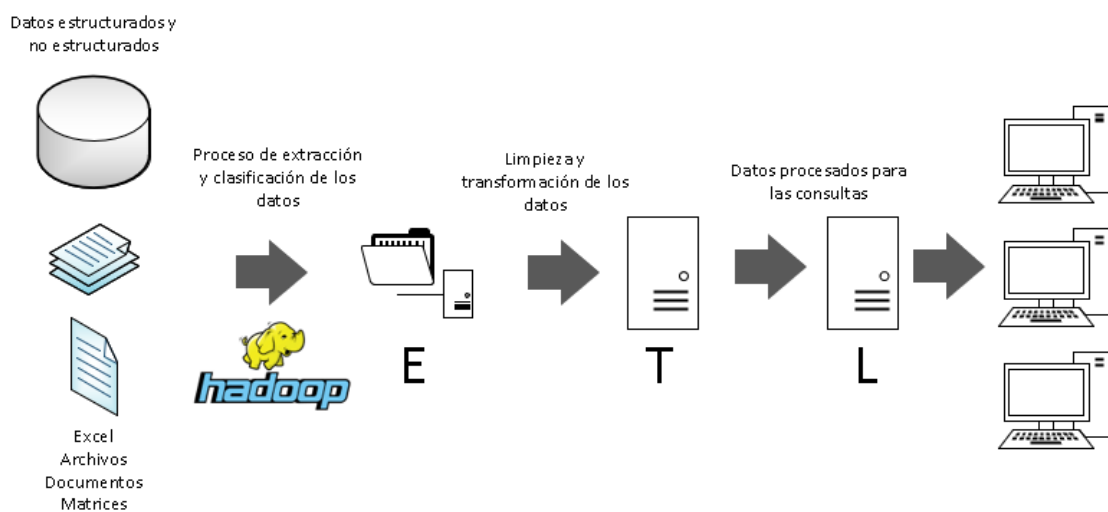 Datos estructurados y
no estructurados
Proceso de extracción
y clasificación de los
datos
Limpieza y
transformación de los
datos
Datos procesados para
las consultas
hadoop
E
T
L
Excel
Archivos
Documentos
Matrices